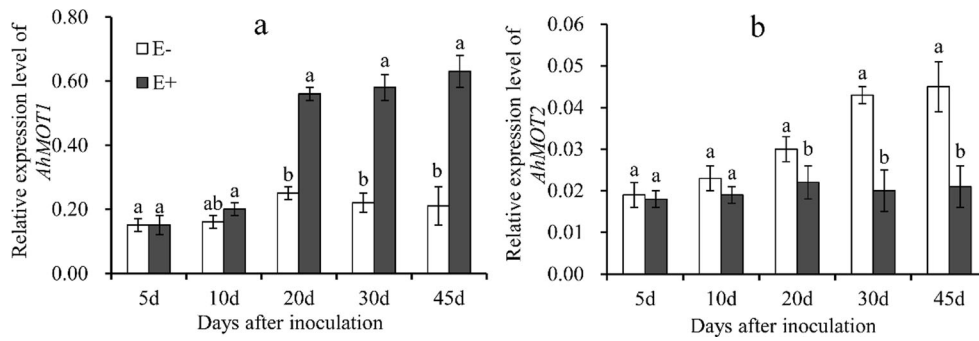 a
Relative expression level of
AhMOT1
0.80
0.60
0.40
0.20
0.00
E-
E+
a a
ab a
b a
b a
b a
5d 10d 20d 30d 45d
Days after inoculation
b
Relative expression level of
AhMOT2
0.06
0.05
0.04
0.03
0.02
0.01
0.00
a a
a a
a b
a b
a b
5d 10d 20d 30d 45d
Days after inoculation